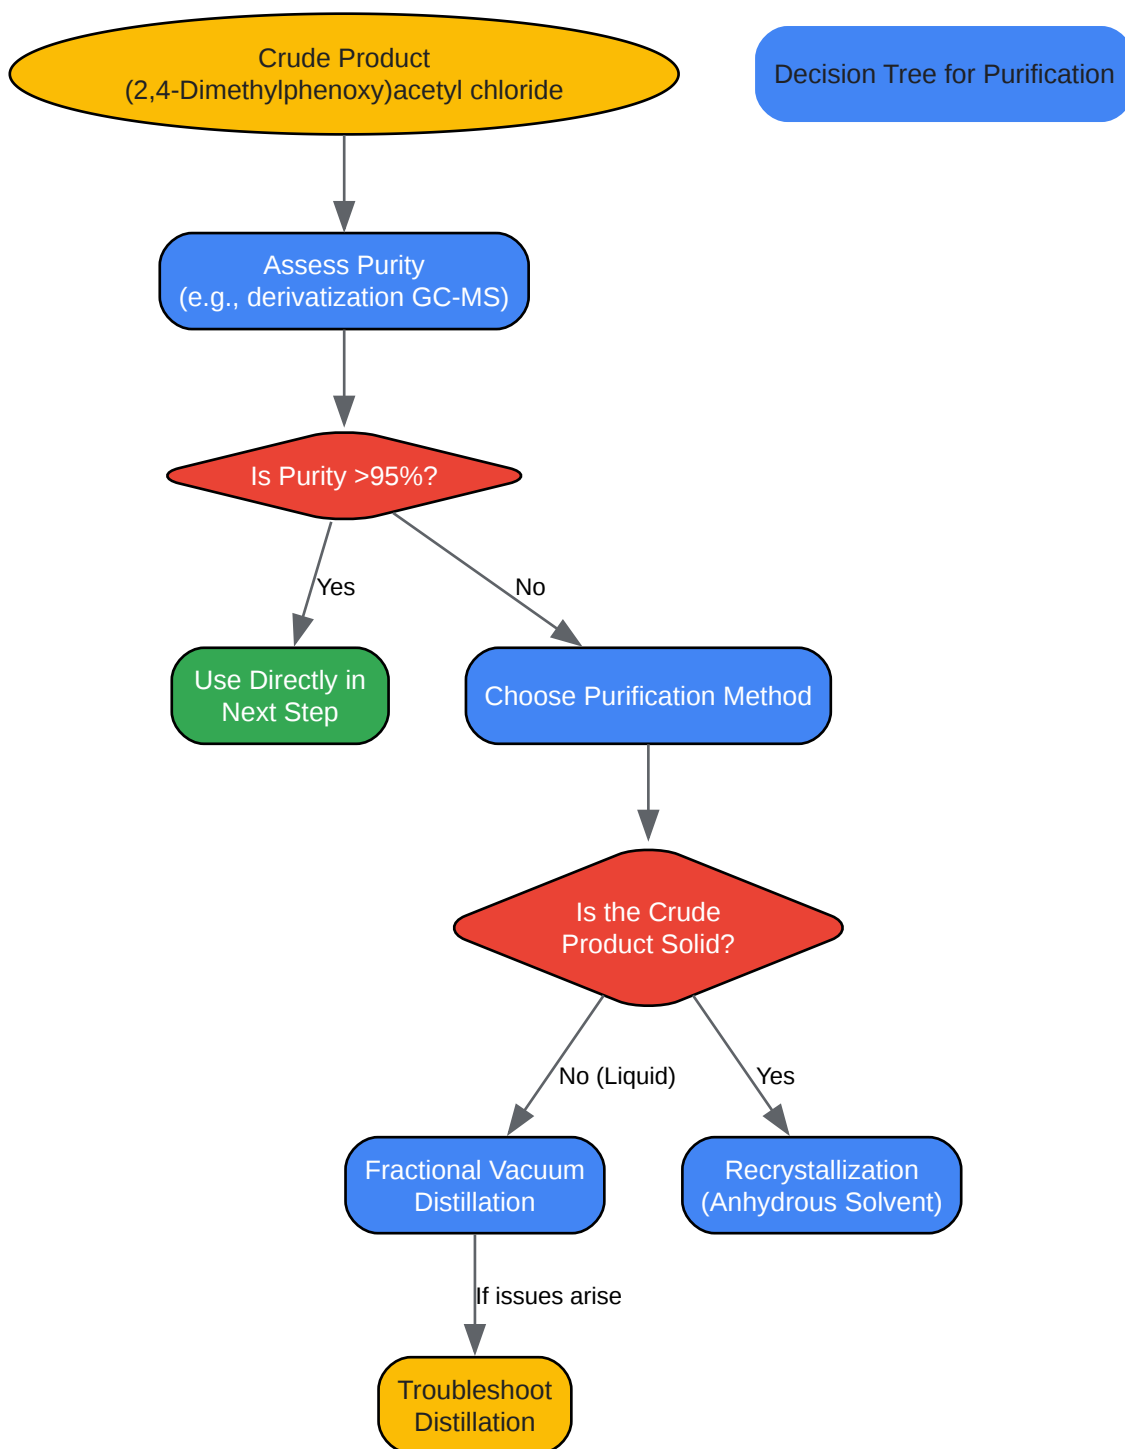 Crude Product
(2,4-Dimethylphenoxy)acetyl chloride
Decision Tree for Purification
Assess Purity
(e.g., derivatization GC-MS)
Is Purity >95%?
Yes
No
Use Directly in
Next Step
Choose Purification Method
Is the Crude
Product Solid?
No (Liquid)
Yes
Fractional Vacuum
Distillation
Recrystallization
(Anhydrous Solvent)
If issues arise
Troubleshoot
Distillation